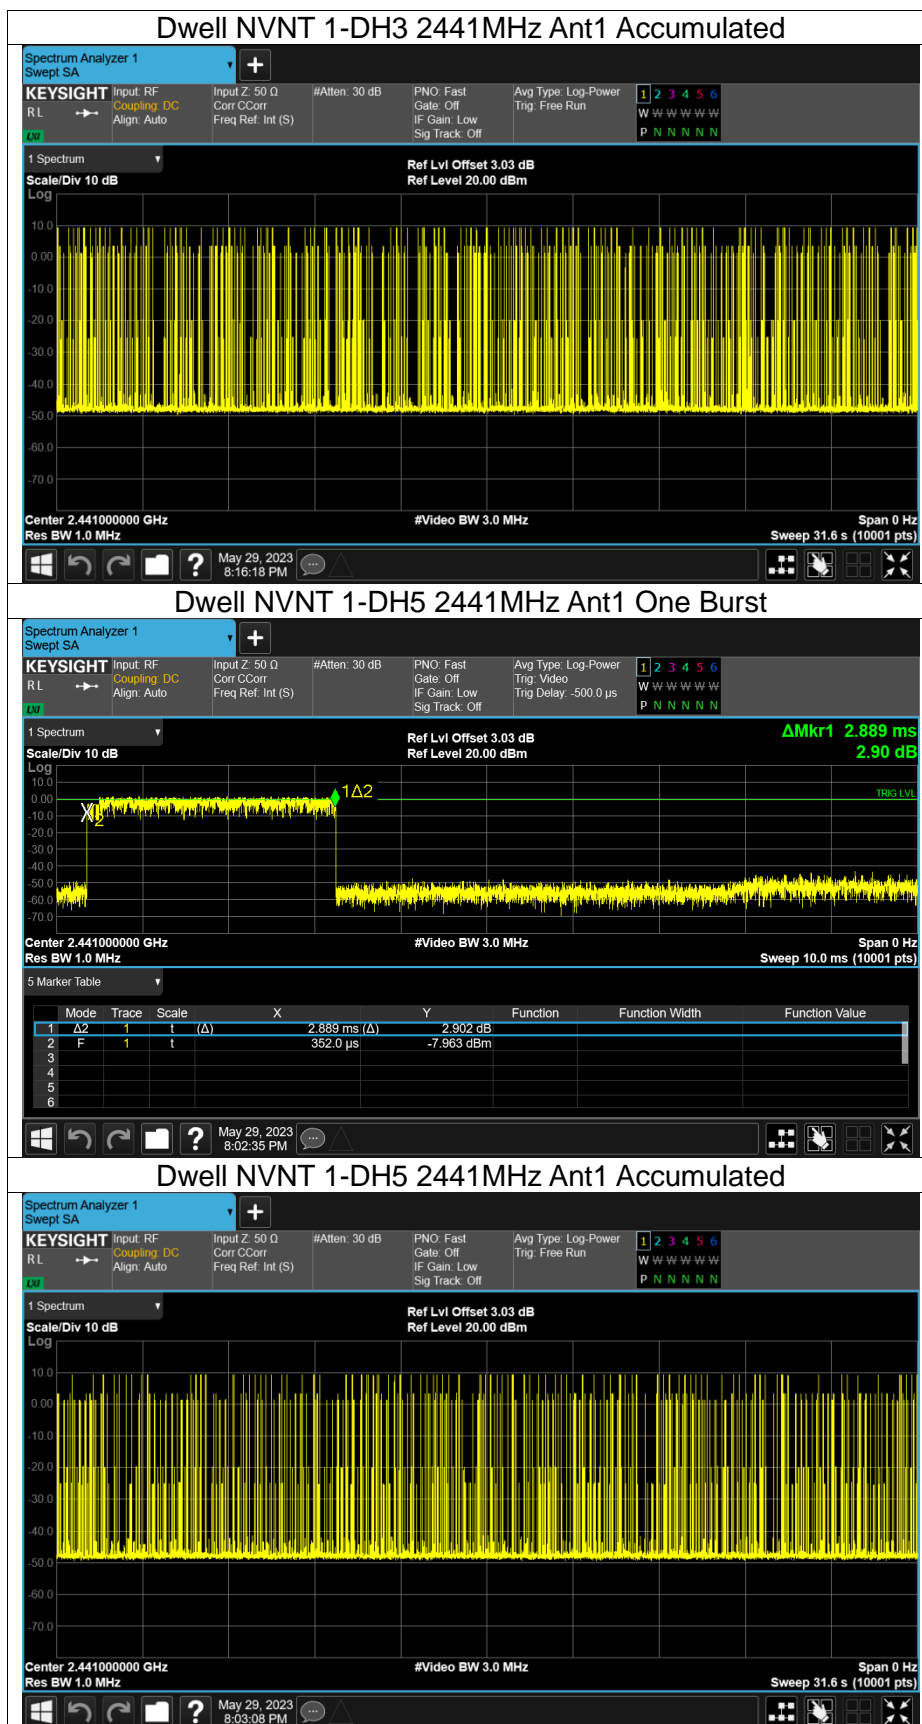 Dwell NVNT 1-DH3 2441MHz Ant1 Accumulated
Spectrum Analyzer 1
Swept SA
+
KEYSIGHT Input: RF Input Z: 50 Ω #Atten: 30 dB PNO: Fast Avg Type: Log-Power 1 2 3 4 5 6
R L Coupling: DC Corr CCorr Gate: Off Trig: Free Run W W W W W W
Align: Auto Freq Ref: Int (S) IF Gain: Low
LXI Sig Track: Off P N N N N N
1 Spectrum
Ref Lvl Offset 3.03 dB
Scale/Div 10 dB Ref Level 20.00 dBm
Log
10.0
0.00
-10.0
-20.0
-30.0
-40.0
-50.0
-60.0
-70.0
Center 2.441000000 GHz #Video BW 3.0 MHz Span 0 Hz
Res BW 1.0 MHz Sweep 31.6 s (10001 pts)
? May 29, 2023
8:16:18 PM
Dwell NVNT 1-DH5 2441MHz Ant1 One Burst
Spectrum Analyzer 1
Swept SA
+
KEYSIGHT Input: RF Input Z: 50 Ω #Atten: 30 dB PNO: Fast Avg Type: Log-Power 1 2 3 4 5 6
R L Coupling: DC Corr CCorr Gate: Off Trig: Video W W W W W W
Align: Auto Freq Ref: Int (S) IF Gain: Low Trig Delay: -500.0 µs
LXI Sig Track: Off P N N N N N
1 Spectrum
Ref Lvl Offset 3.03 dB ΔMkr1 2.889 ms
Scale/Div 10 dB Ref Level 20.00 dBm 2.90 dB
Log
10.0
0.00
-10.0
-20.0
-30.0
-40.0
-50.0
-60.0
-70.0
1Δ2
TRIG LVL
X2
Center 2.441000000 GHz #Video BW 3.0 MHz Span 0 Hz
Res BW 1.0 MHz Sweep 10.0 ms (10001 pts)
5 Marker Table
Mode Trace Scale X Y Function Function Width Function Value
1 Δ2 1 t (Δ) 2.889 ms (Δ) 2.902 dB
2 F 1 t 352.0 µs -7.963 dBm
3
4
5
6
? May 29, 2023
8:02:35 PM
Dwell NVNT 1-DH5 2441MHz Ant1 Accumulated
Spectrum Analyzer 1
Swept SA
+
KEYSIGHT Input: RF Input Z: 50 Ω #Atten: 30 dB PNO: Fast Avg Type: Log-Power 1 2 3 4 5 6
R L Coupling: DC Corr CCorr Gate: Off Trig: Free Run W W W W W W
Align: Auto Freq Ref: Int (S) IF Gain: Low
LXI Sig Track: Off P N N N N N
1 Spectrum
Ref Lvl Offset 3.03 dB
Scale/Div 10 dB Ref Level 20.00 dBm
Log
10.0
0.00
-10.0
-20.0
-30.0
-40.0
-50.0
-60.0
-70.0
Center 2.441000000 GHz #Video BW 3.0 MHz Span 0 Hz
Res BW 1.0 MHz Sweep 31.6 s (10001 pts)
? May 29, 2023
8:03:08 PM